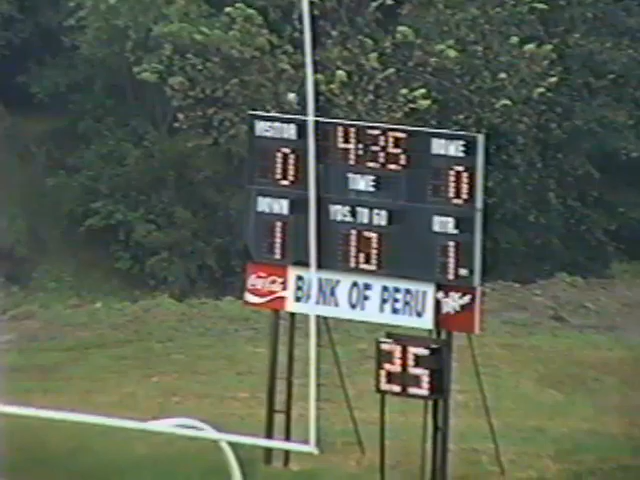 VISITOR 4:35 HOME
0 TIME 0
DOWN YDS. TO GO QTR.
1 1
Coca-Cola BANK OF PERU
25